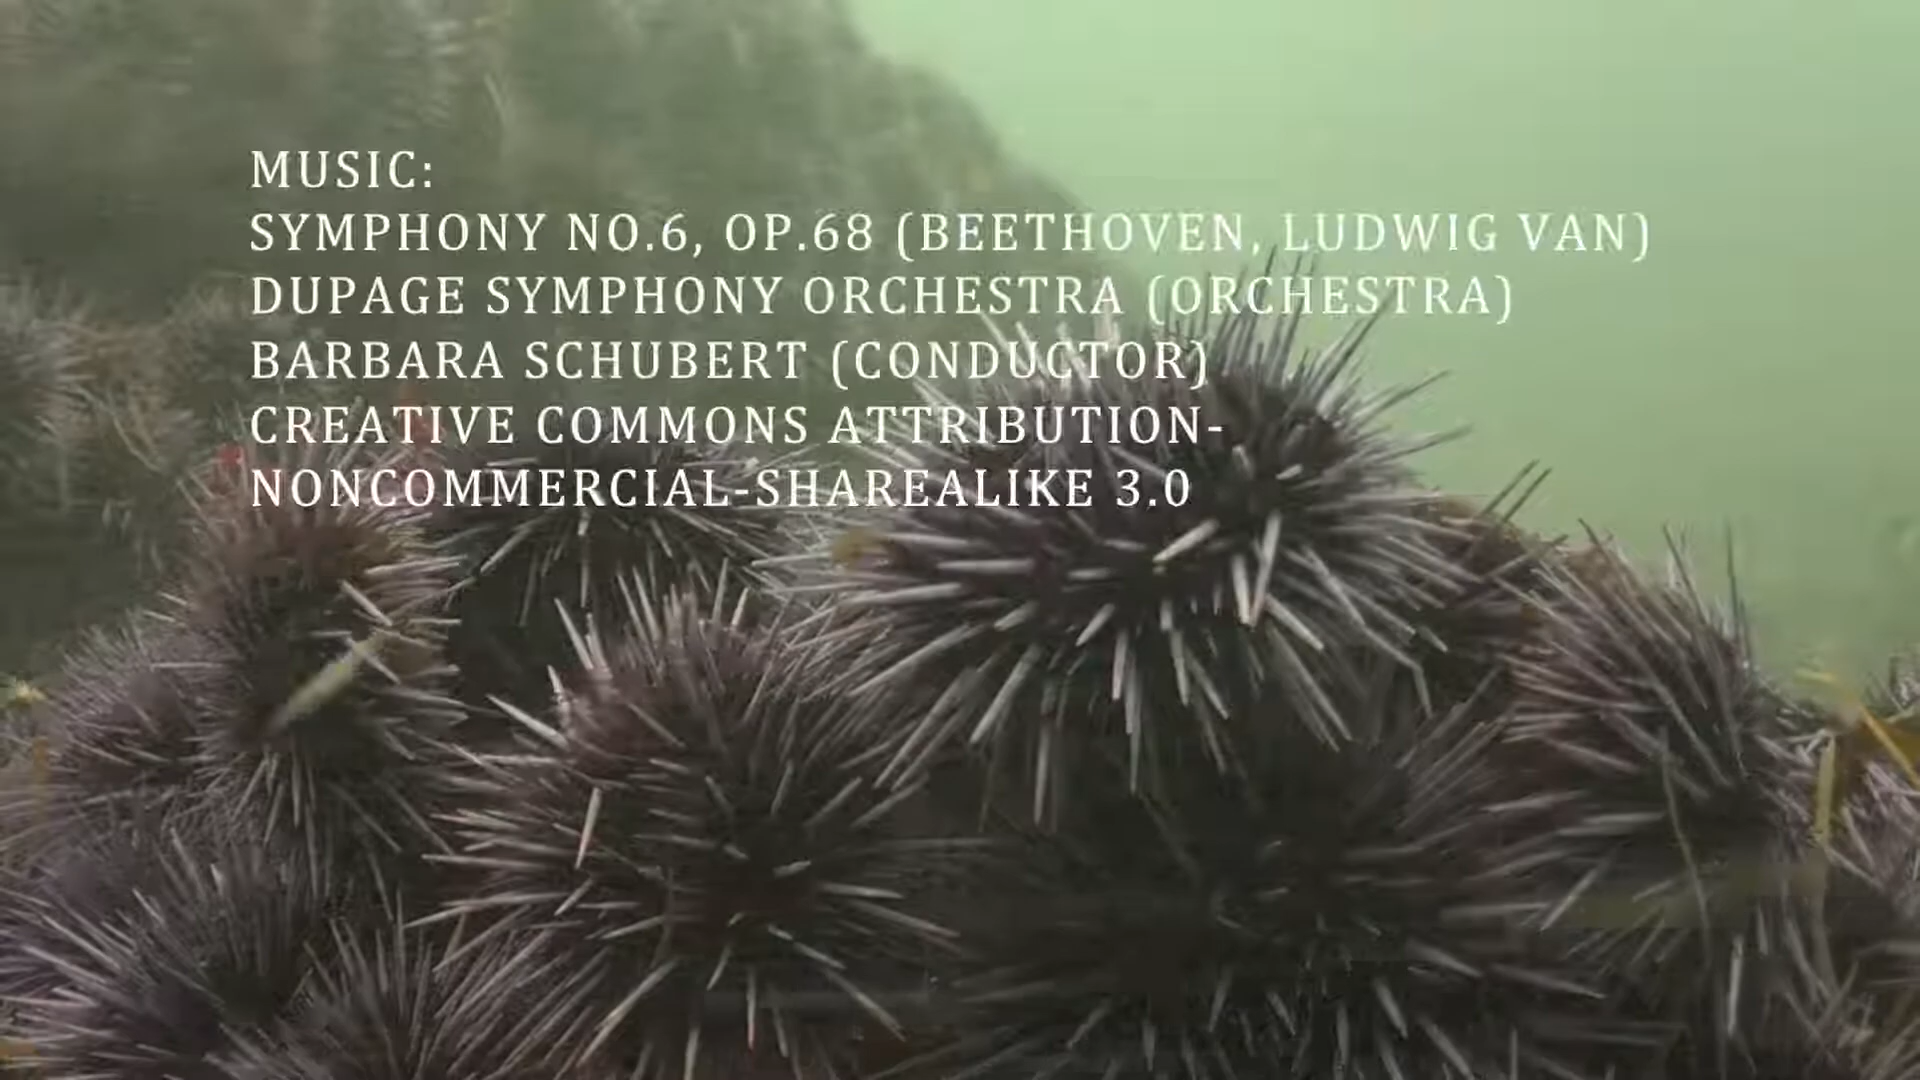 MUSIC:
SYMPHONY NO.6, OP.68 (BEETHOVEN, LUDWIG VAN)
DUPAGE SYMPHONY ORCHESTRA (ORCHESTRA)
BARBARA SCHUBERT (CONDUCTOR)
CREATIVE COMMONS ATTRIBUTION-
NONCOMMERCIAL-SHAREALIKE 3.0